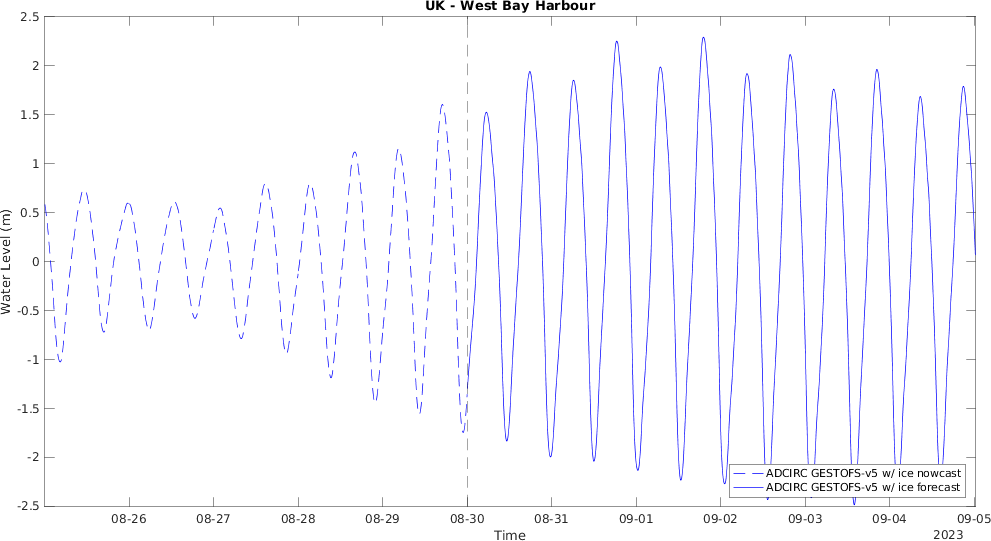 UK - West Bay Harbour
2.5
2
1.5
1
0.5
0
-0.5
-1
-1.5
-2
-2.5
Water Level (m)
ADCIRC GESTOFS-v5 w/ ice nowcast
ADCIRC GESTOFS-v5 w/ ice forecast
08-26 08-27 08-28 08-29 08-30 08-31 09-01 09-02 09-03 09-04 09-05
Time
2023